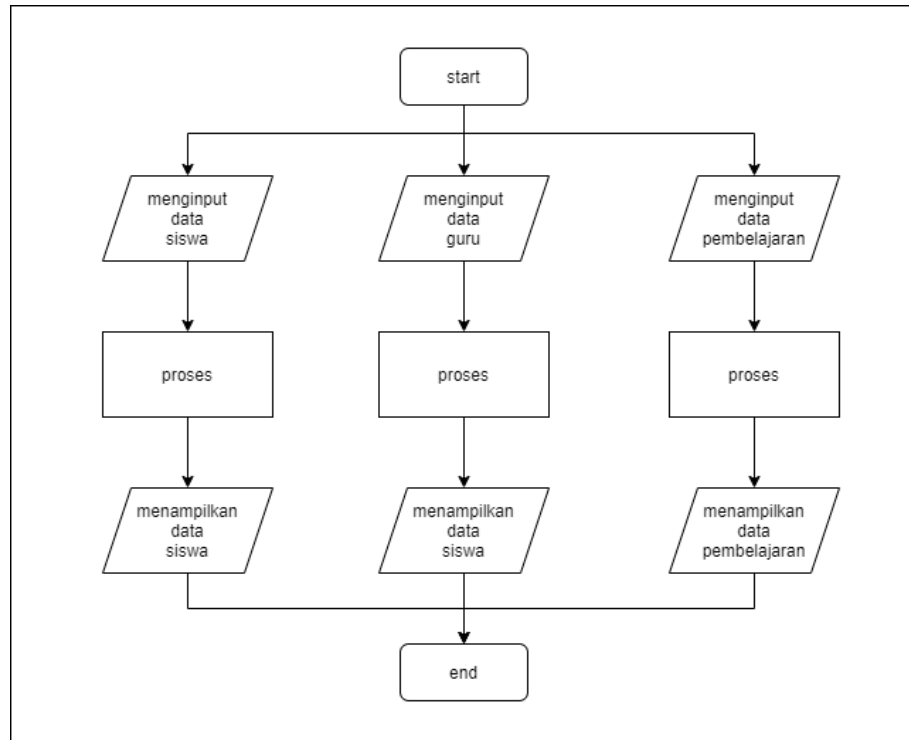 start
menginput
data
siswa
menginput
data
guru
menginput
data
pembelajaran
proses
proses
proses
menampilkan
data
siswa
menampilkan
data
siswa
menampilkan
data
pembelajaran
end